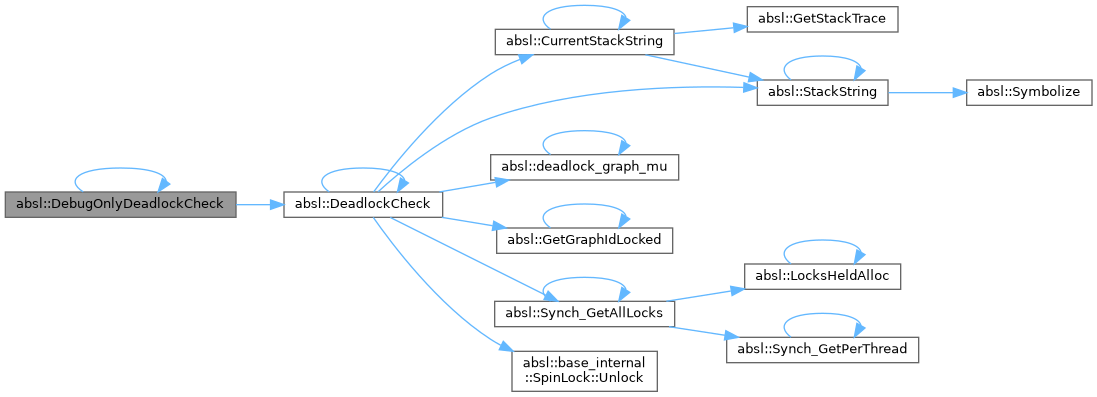 absl::DebugOnlyDeadlockCheck
absl::DeadlockCheck
absl::CurrentStackString
absl::GetStackTrace
absl::StackString
absl::Symbolize
absl::deadlock_graph_mu
absl::GetGraphIdLocked
absl::Synch_GetAllLocks
absl::LocksHeldAlloc
absl::Synch_GetPerThread
absl::base_internal
::SpinLock::Unlock